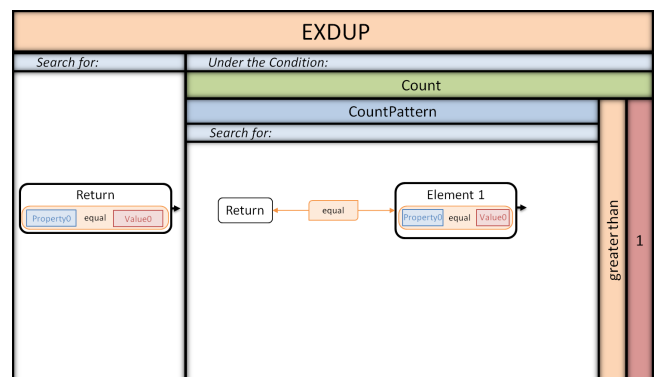 EXDUP
Search for:
Under the Condition:
Count
CountPattern
Search for:
Return
Property0 equal Value0
Return
equal
Element 1
Property0 equal Value0
greater than
1